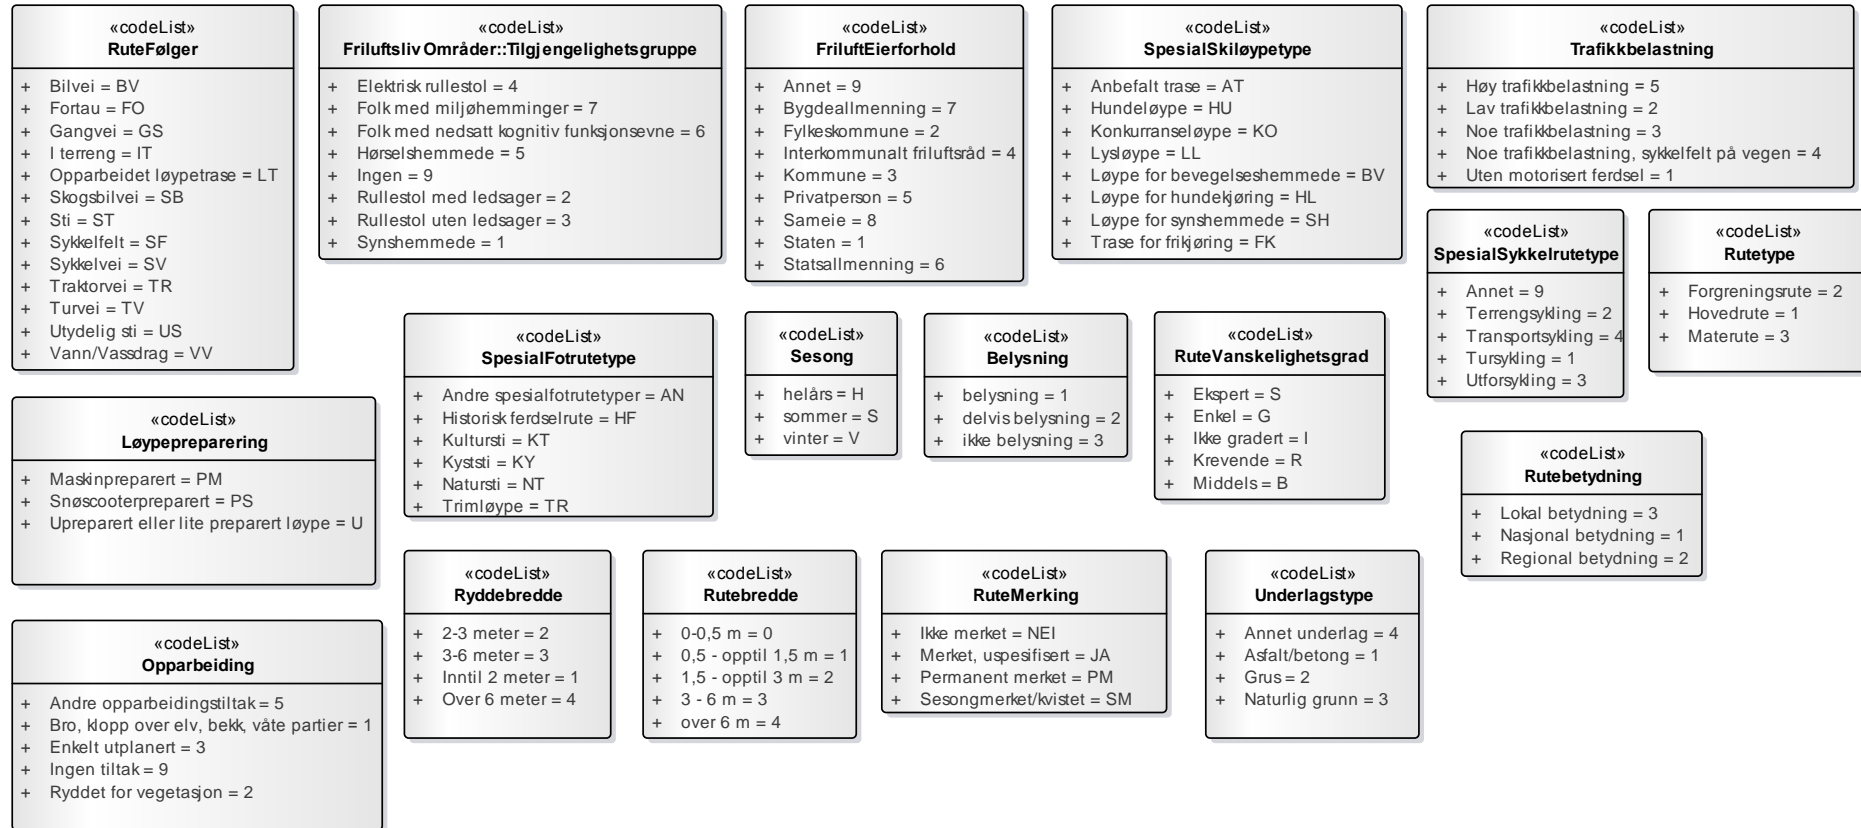 «codeList»
RuteFølger
+ Bilvei = BV
+ Fortau = FO
+ Gangvei = GS
+ I terreng = IT
+ Opparbeidet løypetrase = LT
+ Skogsbilvei = SB
+ Sti = ST
+ Sykkelfelt = SF
+ Sykkelvei = SV
+ Traktorvei = TR
+ Turvei = TV
+ Utydelig sti = US
+ Vann/Vassdrag = VV
«codeList»
Friluftsliv Områder::Tilgjengelighetsgruppe
+ Elektrisk rullestol = 4
+ Folk med miljøhemminger = 7
+ Folk med nedsatt kognitiv funksjonsevne = 6
+ Hørselshemmede = 5
+ Ingen = 9
+ Rullestol med ledsager = 2
+ Rullestol uten ledsager = 3
+ Synshemmede = 1
«codeList»
FriluftEierforhold
+ Annet = 9
+ Bygdeallmenning = 7
+ Fylkeskommune = 2
+ Interkommunalt friluftsråd = 4
+ Kommune = 3
+ Privatperson = 5
+ Sameie = 8
+ Staten = 1
+ Statsallmenning = 6
«codeList»
SpesialSkiløypetype
+ Anbefalt trase = AT
+ Hundeløype = HU
+ Konkurranseløype = KO
+ Lysløype = LL
+ Løype for bevegelseshemmede = BV
+ Løype for hundekjøring = HL
+ Løype for synshemmede = SH
+ Trase for frikjøring = FK
«codeList»
Trafikkbelastning
+ Høy trafikkbelastning = 5
+ Lav trafikkbelastning = 2
+ Noe trafikkbelastning = 3
+ Noe trafikkbelastning, sykkelfelt på vegen = 4
+ Uten motorisert ferdsel = 1
«codeList»
SpesialSykkelrutetype
+ Annet = 9
+ Terrengsykling = 2
+ Transportsykling = 4
+ Tursykling = 1
+ Utforsykling = 3
«codeList»
Rutetype
+ Forgreningsrute = 2
+ Hovedrute = 1
+ Materute = 3
«codeList»
Løypepreparering
+ Maskinpreparert = PM
+ Snøscooterpreparert = PS
+ Upreparert eller lite preparert løype = U
«codeList»
SpesialFotrutetype
+ Andre spesialfotrutetyper = AN
+ Historisk ferdselrute = HF
+ Kultursti = KT
+ Kyststi = KY
+ Natursti = NT
+ Trimløype = TR
«codeList»
Sesong
+ helårs = H
+ sommer = S
+ vinter = V
«codeList»
Belysning
+ belysning = 1
+ delvis belysning = 2
+ ikke belysning = 3
«codeList»
RuteVanskelighetsgrad
+ Ekspert = S
+ Enkel = G
+ Ikke gradert = I
+ Krevende = R
+ Middels = B
«codeList»
Rutebetydning
+ Lokal betydning = 3
+ Nasjonal betydning = 1
+ Regional betydning = 2
«codeList»
Opparbeiding
+ Andre opparbeidingstiltak = 5
+ Bro, klopp over elv, bekk, våte partier = 1
+ Enkelt utplanert = 3
+ Ingen tiltak = 9
+ Ryddet for vegetasjon = 2
«codeList»
Ryddebredde
+ 2-3 meter = 2
+ 3-6 meter = 3
+ Inntil 2 meter = 1
+ Over 6 meter = 4
«codeList»
Rutebredde
+ 0-0,5 m = 0
+ 0,5 - opptil 1,5 m = 1
+ 1,5 - opptil 3 m = 2
+ 3 - 6 m = 3
+ over 6 m = 4
«codeList»
RuteMerking
+ Ikke merket = NEI
+ Merket, uspesifisert = JA
+ Permanent merket = PM
+ Sesongmerket/kvistet = SM
«codeList»
Underlagstype
+ Annet underlag = 4
+ Asfalt/betong = 1
+ Grus = 2
+ Naturlig grunn = 3